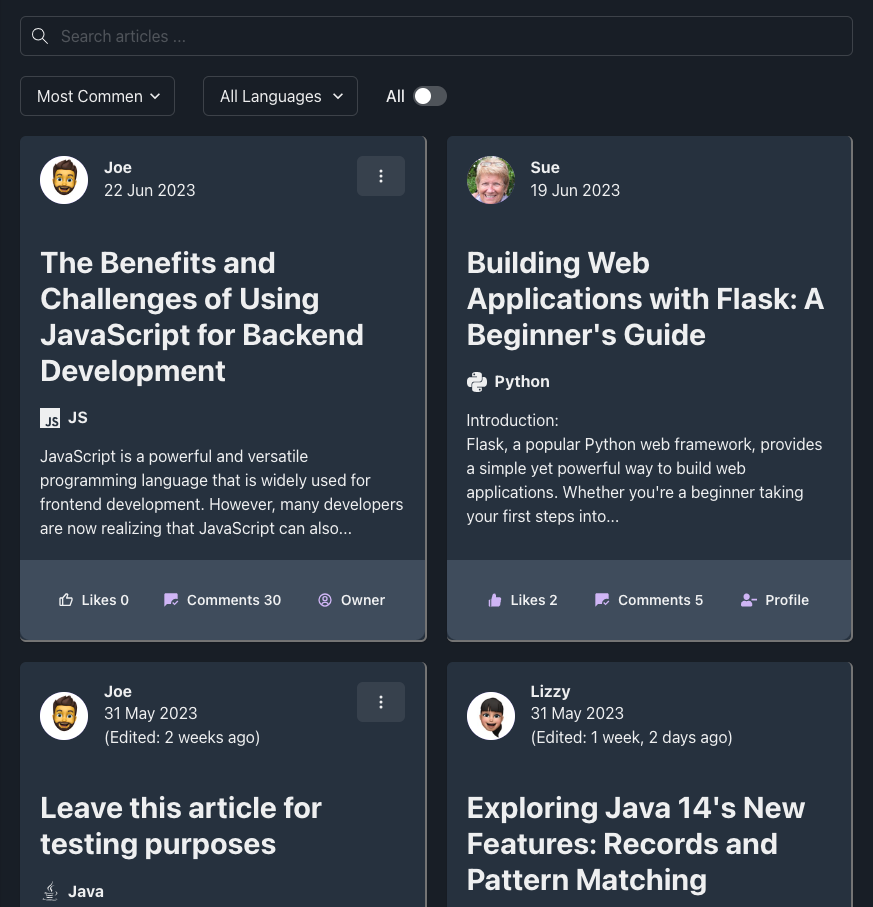 Search articles ...
Most Commen
All Languages
All
Joe
22 Jun 2023
The Benefits and
Challenges of Using
JavaScript for Backend
Development
JS JS
JavaScript is a powerful and versatile
programming language that is widely used for
frontend development. However, many developers
are now realizing that JavaScript can also...
Likes 0
Comments 30
Owner
Sue
19 Jun 2023
Building Web
Applications with Flask: A
Beginner's Guide
Python
Introduction:
Flask, a popular Python web framework, provides
a simple yet powerful way to build web
applications. Whether you're a beginner taking
your first steps into...
Likes 2
Comments 5
Profile
Joe
31 May 2023
(Edited: 2 weeks ago)
Leave this article for
testing purposes
Java
Lizzy
31 May 2023
(Edited: 1 week, 2 days ago)
Exploring Java 14's New
Features: Records and
Pattern Matching